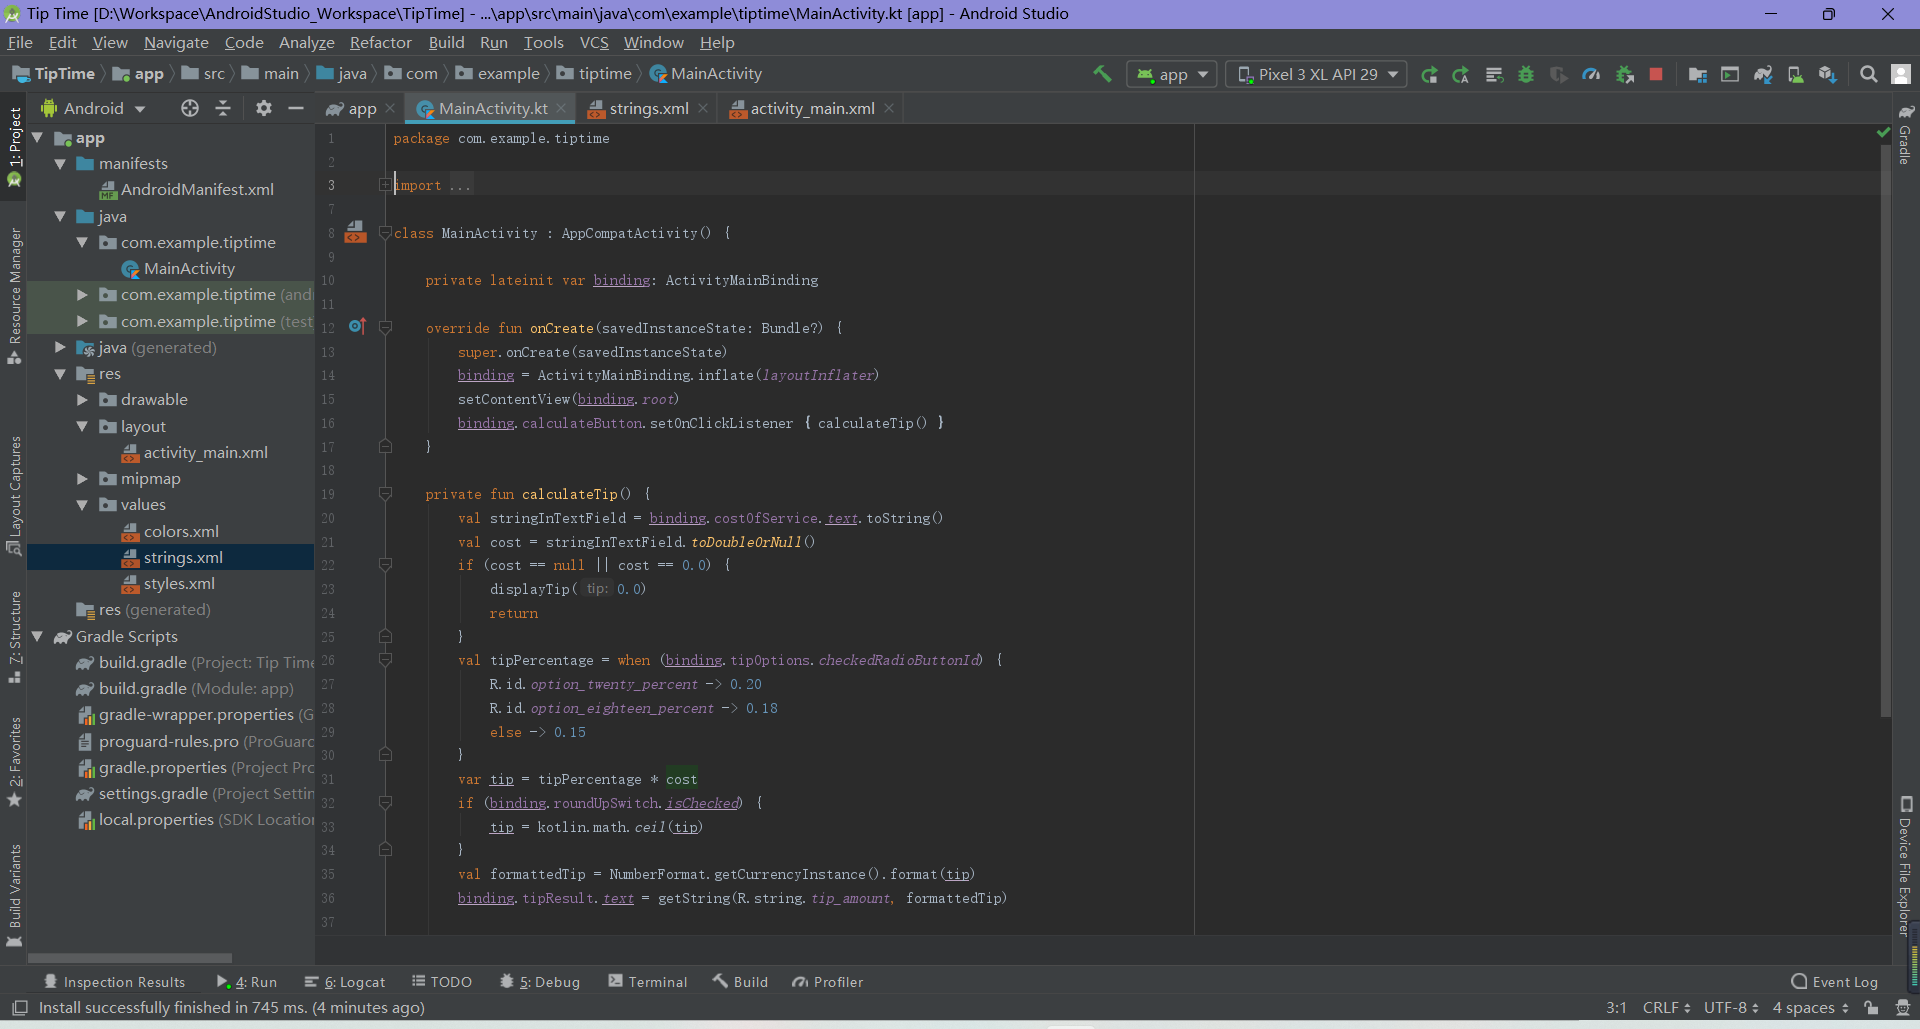 Tip Time [D:\Workspace\AndroidStudio_Workspace\TipTime] - ...\app\src\main\java\com\example\tiptime\MainActivity.kt [app] - Android Studio
File Edit View Navigate Code Analyze Refactor Build Run Tools VCS Window Help
TipTime app src main java com example tiptime MainActivity app Pixel 3 XL API 29
Android app MainActivity.kt strings.xml activity_main.xml
1: Project
Resource Manager
Layout Captures
Z: Structure
2: Favorites
Build Variants
app
manifests
AndroidManifest.xml
java
com.example.tiptime
MainActivity
com.example.tiptime (and
com.example.tiptime (test
java (generated)
res
drawable
layout
activity_main.xml
mipmap
values
colors.xml
strings.xml
styles.xml
res (generated)
Gradle Scripts
build.gradle (Project: Tip Time
build.gradle (Module: app)
gradle-wrapper.properties (G
proguard-rules.pro (ProGuard
gradle.properties (Project Pro
settings.gradle (Project Settin
local.properties (SDK Location
1 package com.example.tiptime
2
3 import ...
7
8 class MainActivity : AppCompatActivity() {
9
10 private lateinit var binding: ActivityMainBinding
11
12 override fun onCreate(savedInstanceState: Bundle?) {
13 super.onCreate(savedInstanceState)
14 binding = ActivityMainBinding.inflate(layoutInflater)
15 setContentView(binding.root)
16 binding.calculateButton.setOnClickListener { calculateTip() }
17 }
18
19 private fun calculateTip() {
20 val stringInTextField = binding.costOfService.text.toString()
21 val cost = stringInTextField.toDoubleOrNull()
22 if (cost == null || cost == 0.0) {
23 displayTip( tip: 0.0)
24 return
25 }
26 val tipPercentage = when (binding.tipOptions.checkedRadioButtonId) {
27 R.id.option_twenty_percent -> 0.20
28 R.id.option_eighteen_percent -> 0.18
29 else -> 0.15
30 }
31 var tip = tipPercentage * cost
32 if (binding.roundUpSwitch.isChecked) {
33 tip = kotlin.math.ceil(tip)
34 }
35 val formattedTip = NumberFormat.getCurrencyInstance().format(tip)
36 binding.tipResult.text = getString(R.string.tip_amount, formattedTip)
37
Gradle
Device File Explorer
Inspection Results 4: Run 6: Logcat TODO 5: Debug Terminal Build Profiler Event Log
Install successfully finished in 745 ms. (4 minutes ago) 3:1 CRLF UTF-8 4 spaces